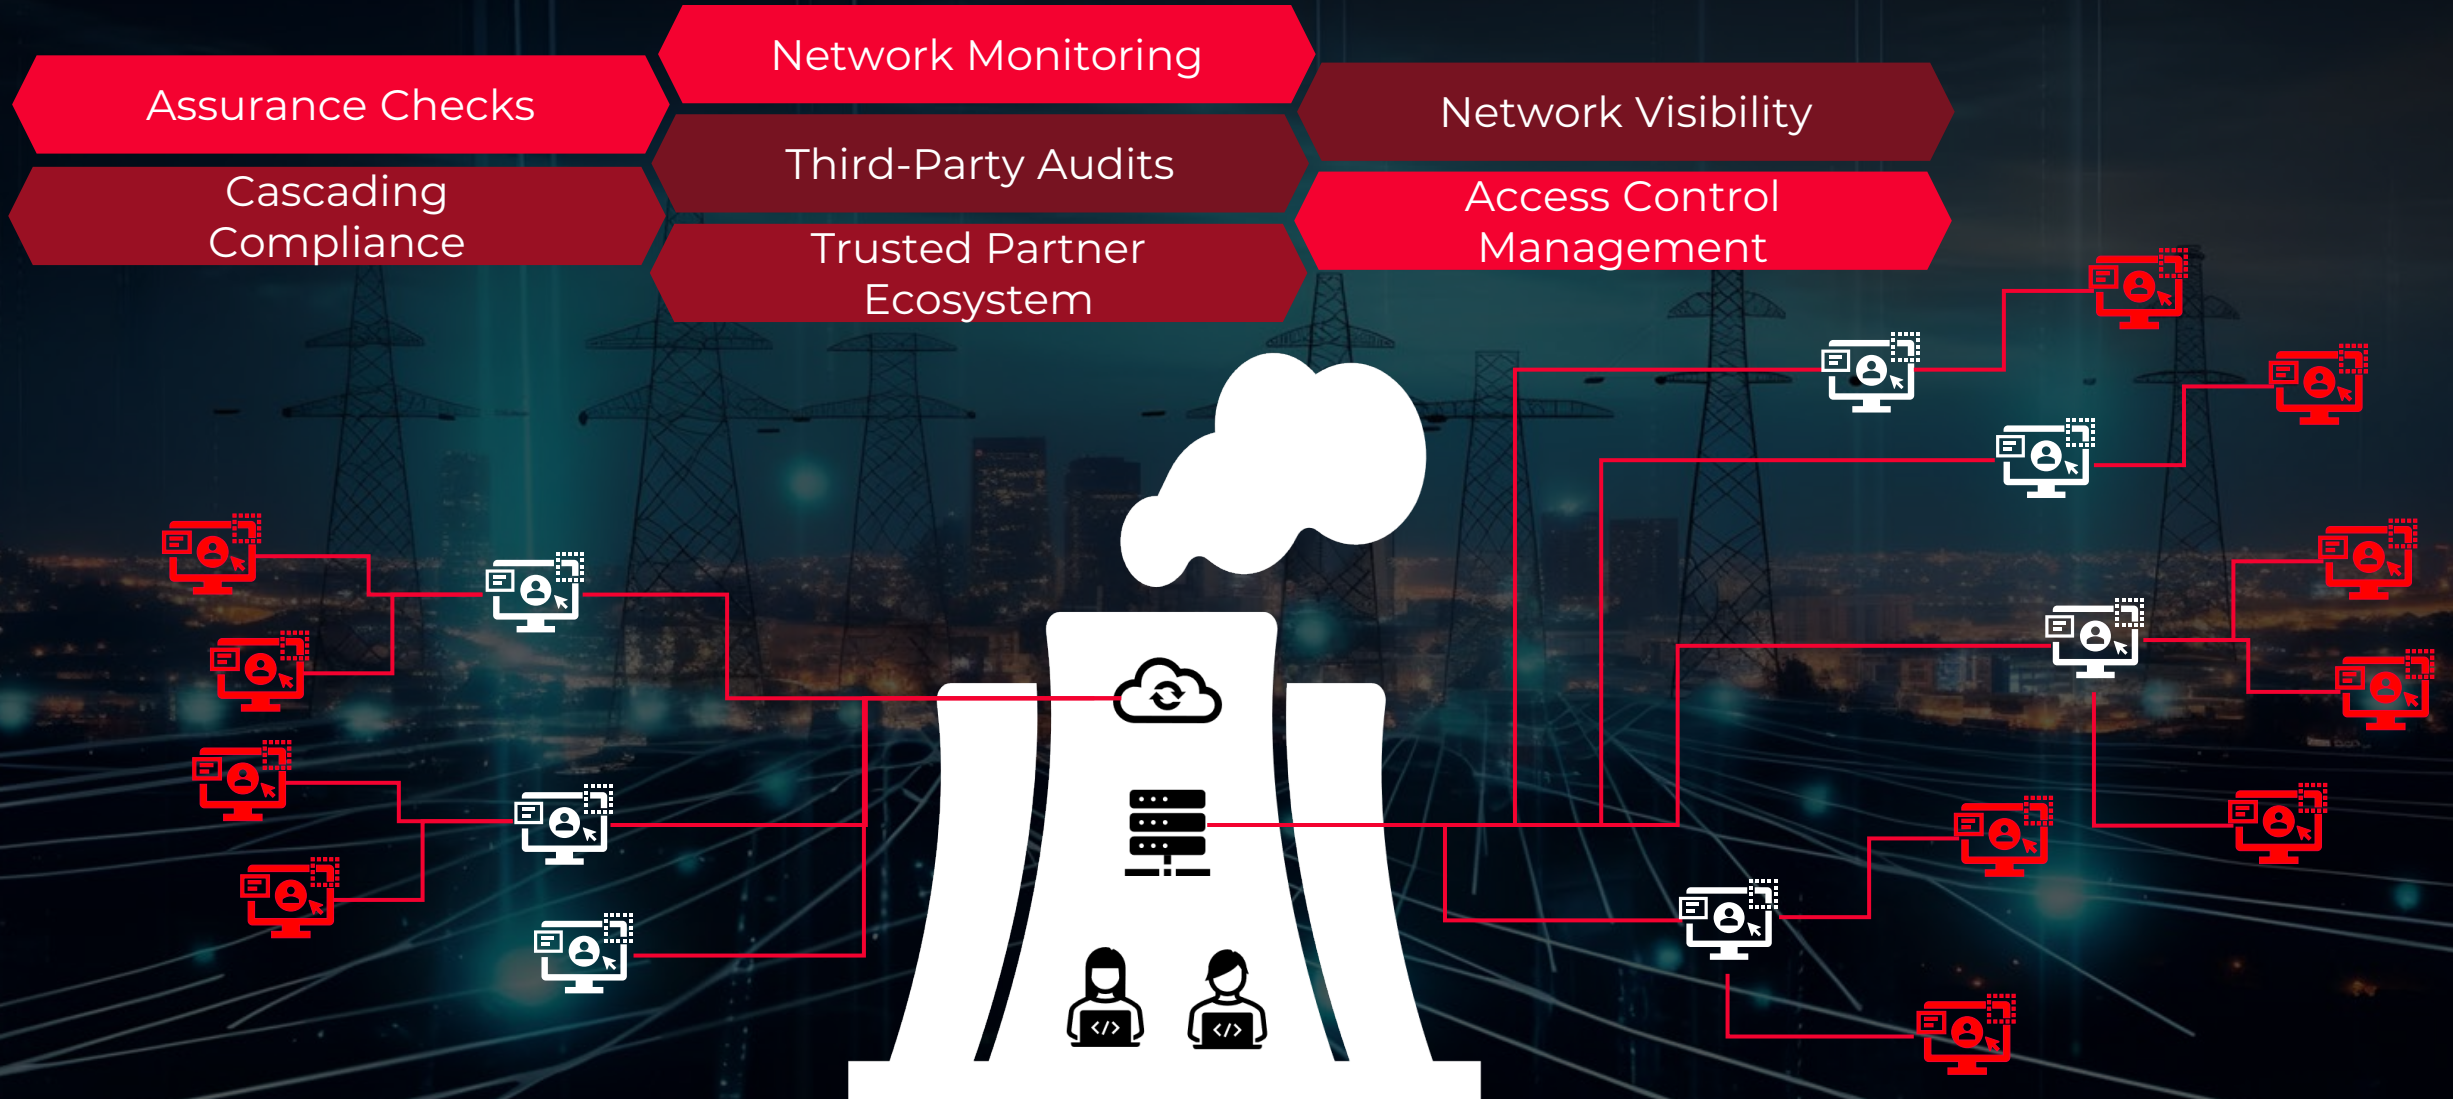 Network Monitoring
Assurance Checks
Network Visibility
Third-Party Audits
Cascading
Compliance
Access Control
Management
Trusted Partner
Ecosystem
</>
</>